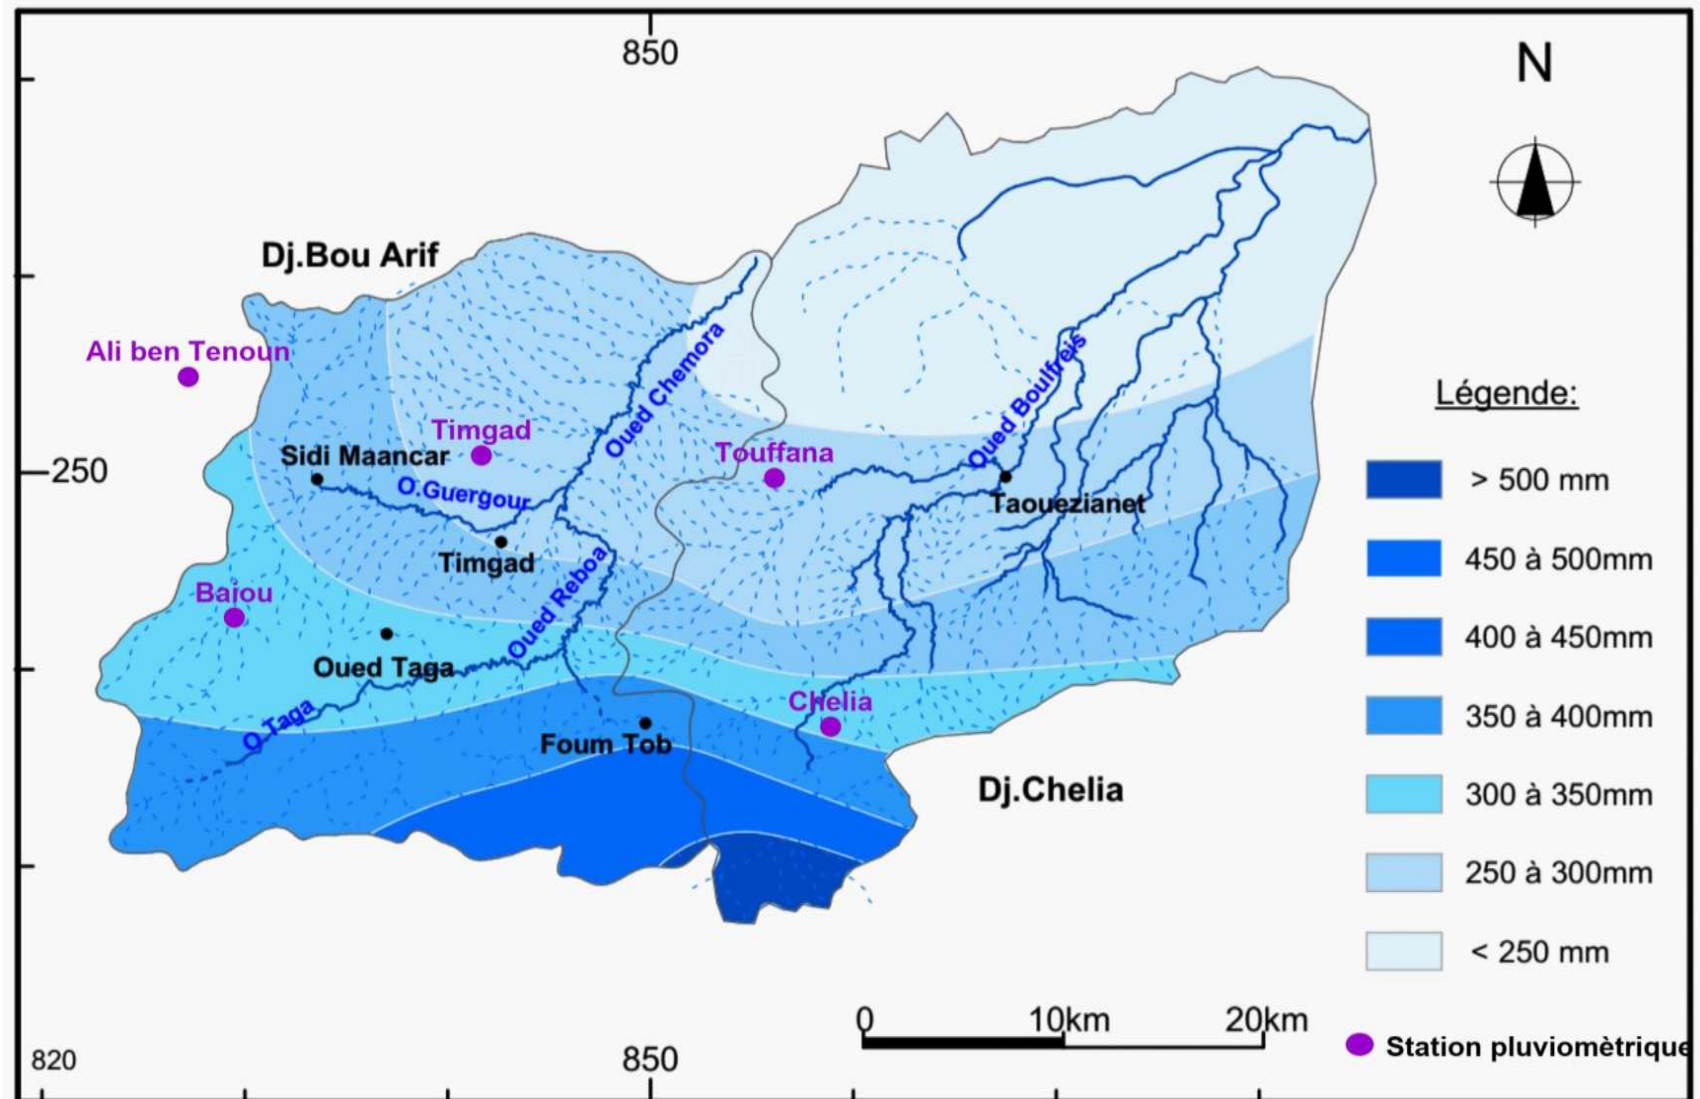 850
N
Dj.Bou Arif
Ali ben Tenoun
Oued Chemora
Oued Boulfreis
Légende:
Timgad
Touffana
Sidi Maancar
250
O.Guergour
Taouezianet
> 500 mm
Timgad
450 à 500mm
Baiou
Oued Reboa
400 à 450mm
Oued Taga
Chelia
O.Taga
350 à 400mm
Foum Tob
Dj.Chelia
300 à 350mm
250 à 300mm
< 250 mm
0 10km 20km
820
850
Station pluviomètrique